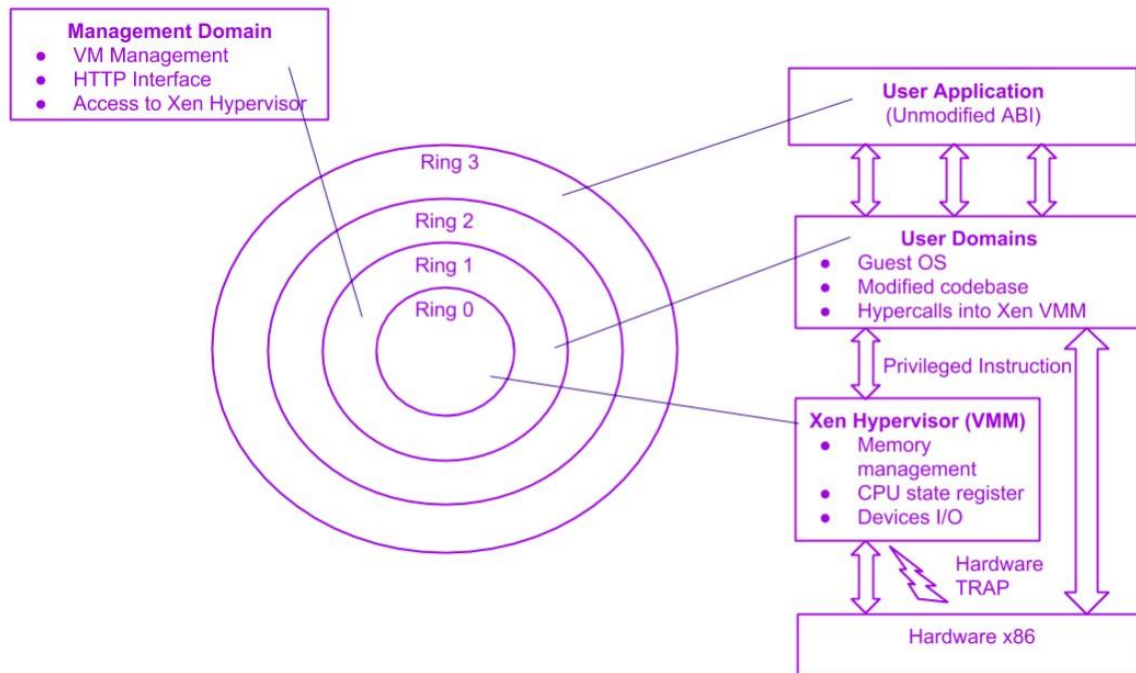 Management Domain
● VM Management
● HTTP Interface
● Access to Xen Hypervisor
Ring 3
Ring 2
Ring 1
Ring 0
User Application
(Unmodified ABI)
User Domains
● Guest OS
● Modified codebase
● Hypercalls into Xen VMM
Privileged Instruction
Xen Hypervisor (VMM)
● Memory
management
● CPU state register
● Devices I/O
Hardware
TRAP
Hardware x86